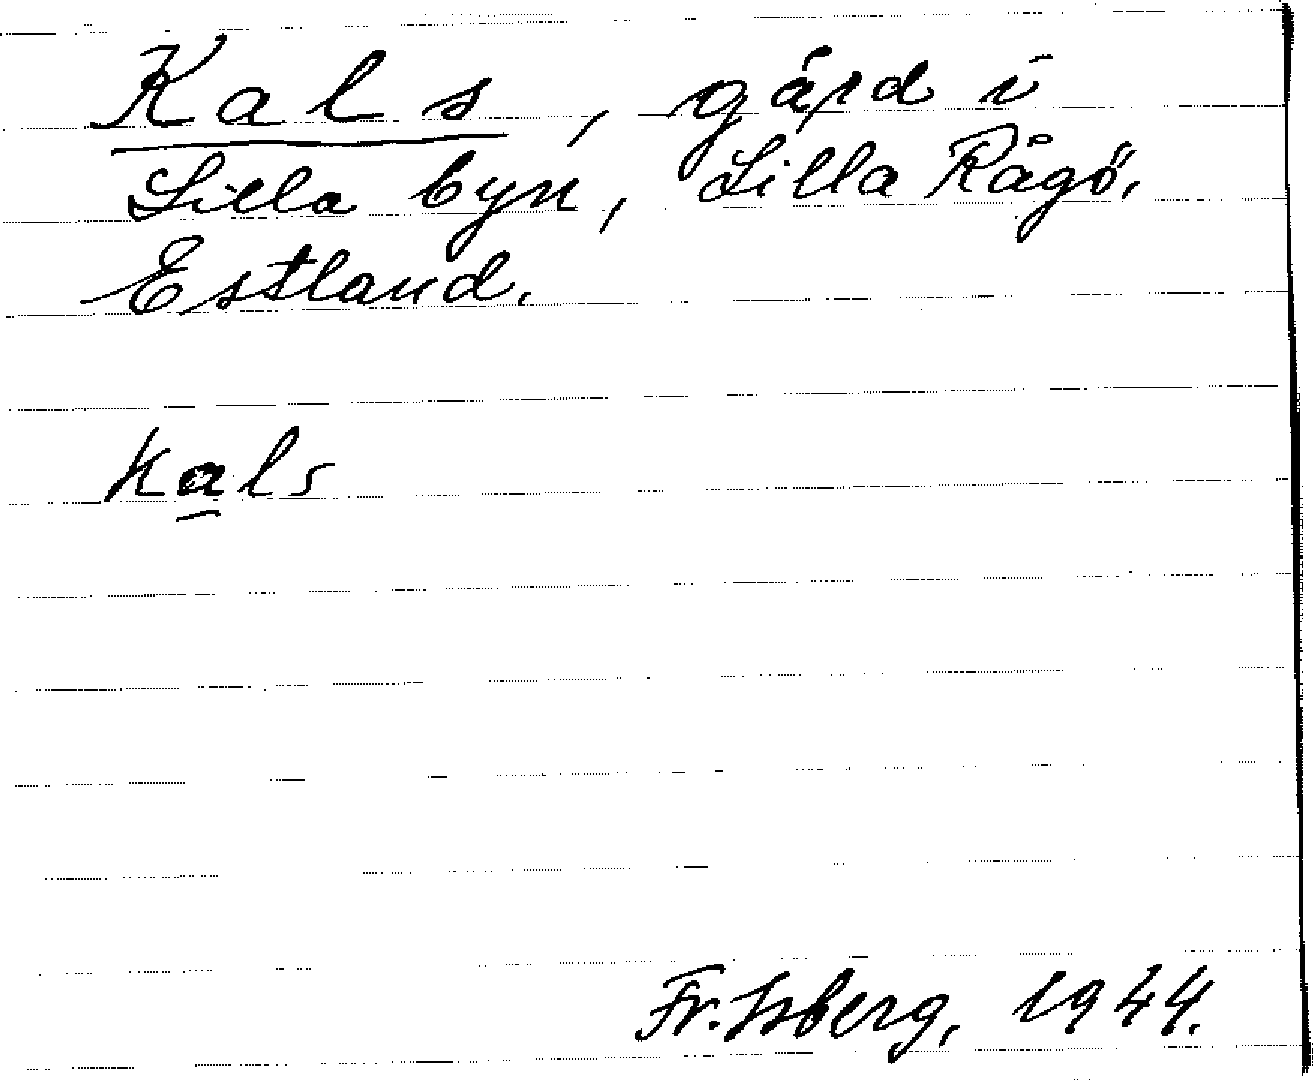 Kals, gård i
Lilla byn, Lilla Rågö,
Estland.
kals
Fr. Isberg, 1944.